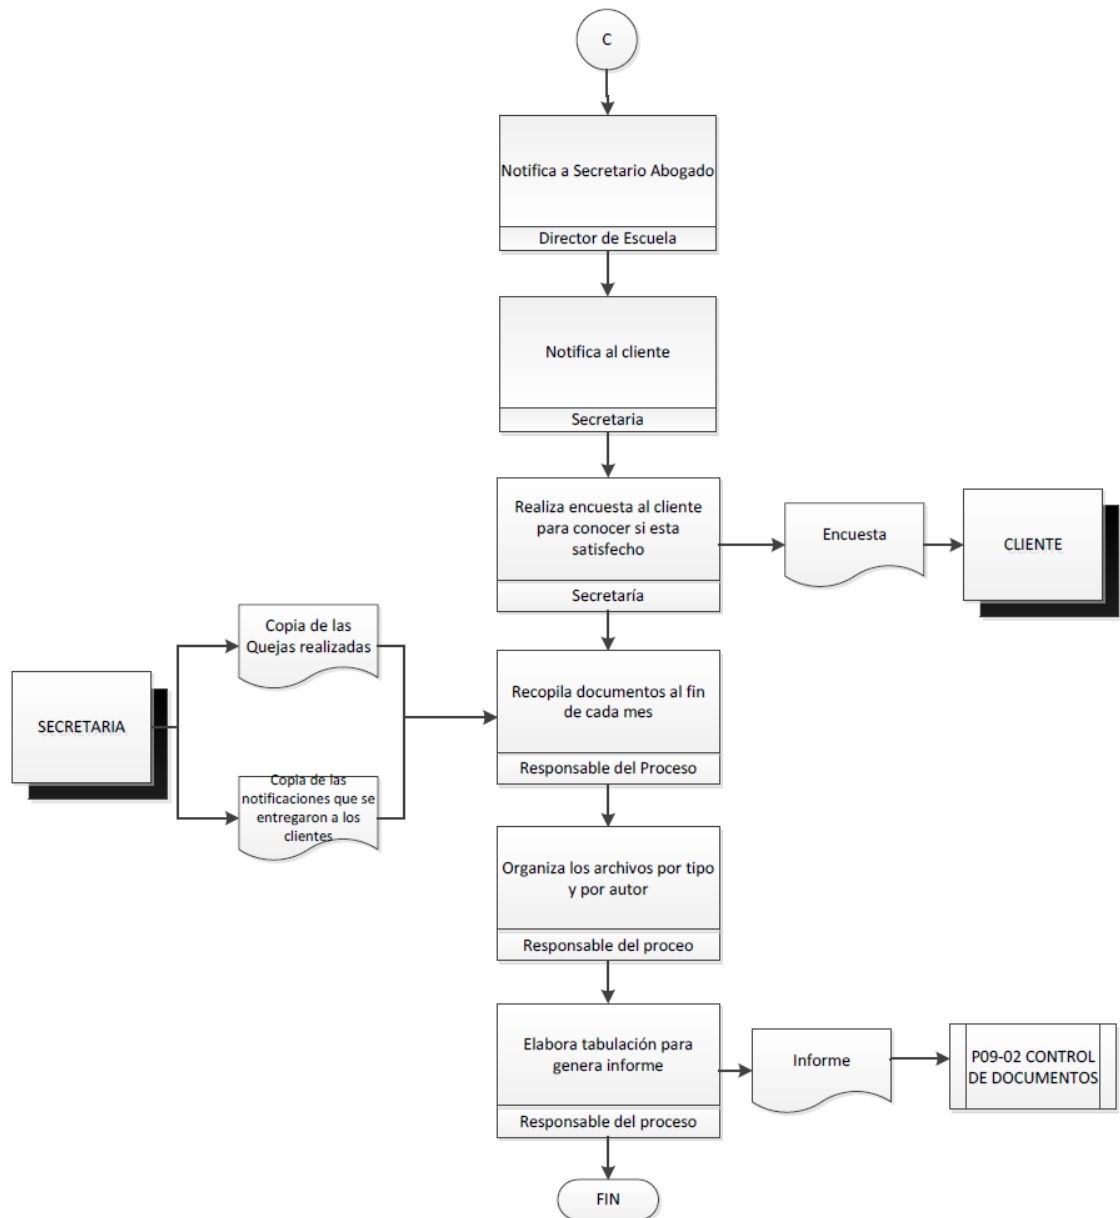 C
Notifica a Secretario Abogado
Director de Escuela
Notifica al cliente
Secretaria
Realiza encuesta al cliente
para conocer si esta
satisfecho
Secretaría
Encuesta
CLIENTE
SECRETARIA
Copia de las
Quejas realizadas
Copia de las
notificaciones que se
entregaron a los
clientes
Recopila documentos al fin
de cada mes
Responsable del Proceso
Organiza los archivos por tipo
y por autor
Responsable del proceo
Elabora tabulación para
genera informe
Responsable del proceso
Informe
P09-02 CONTROL
DE DOCUMENTOS
FIN